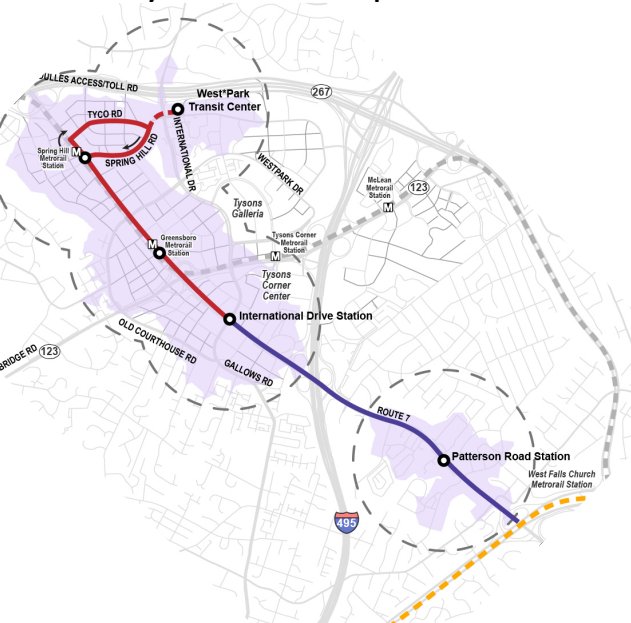 DULLES ACCESS/TOLL RD
267
West*Park
Transit Center
TYCO RD
INTERNATIONAL DR
SPRING HILL RD
M
Spring Hill
Metrorail
Station
WESTPARK DR
McLean
Metrorail
Station
M
123
Tysons
Galleria
M
Greensboro
Metrorail
Station
Tysons Corner
Metrorail
Station
M
Tysons
Corner
Center
International Drive Station
OLD COURTHOUSE RD
BRIDGE RD
123
GALLOWS RD
ROUTE 7
Patterson Road Station
West Falls Church
Metrorail Station
495